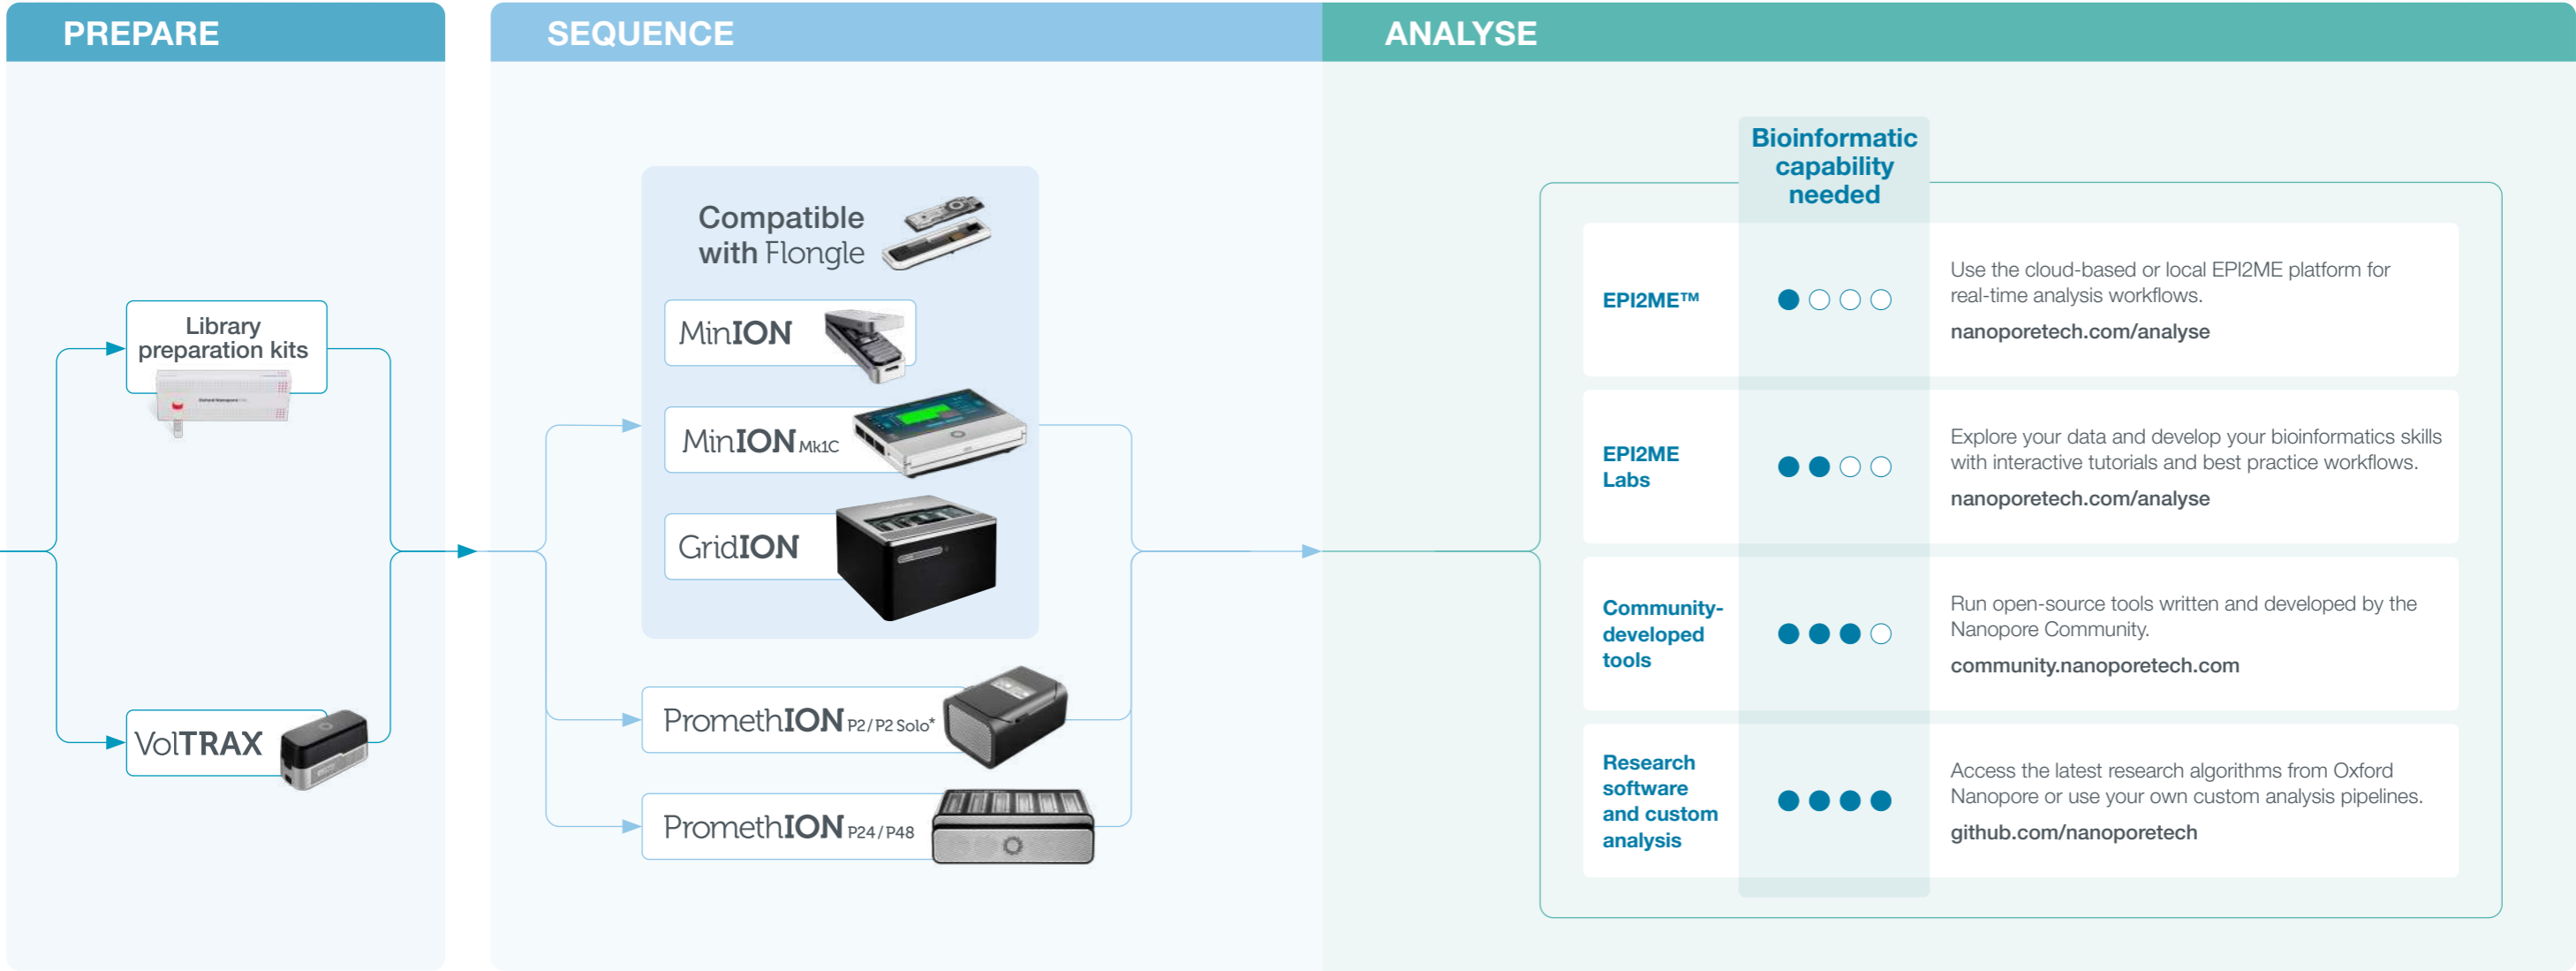 PREPARE
SEQUENCE
ANALYSE
Library
preparation kits
Oxford Nanopore
VolTRAX
Compatible
with Flongle
MinION
MinION Mk1C
GridION
PromethION P2/P2 Solo*
PromethION P24/P48
Bioinformatic
capability
needed
EPI2ME™
Use the cloud-based or local EPI2ME platform for
real-time analysis workflows.
nanoporetech.com/analyse
EPI2ME
Labs
Explore your data and develop your bioinformatics skills
with interactive tutorials and best practice workflows.
nanoporetech.com/analyse
Community-
developed
tools
Run open-source tools written and developed by the
Nanopore Community.
community.nanoporetech.com
Research
software
and custom
analysis
Access the latest research algorithms from Oxford
Nanopore or use your own custom analysis pipelines.
github.com/nanoporetech